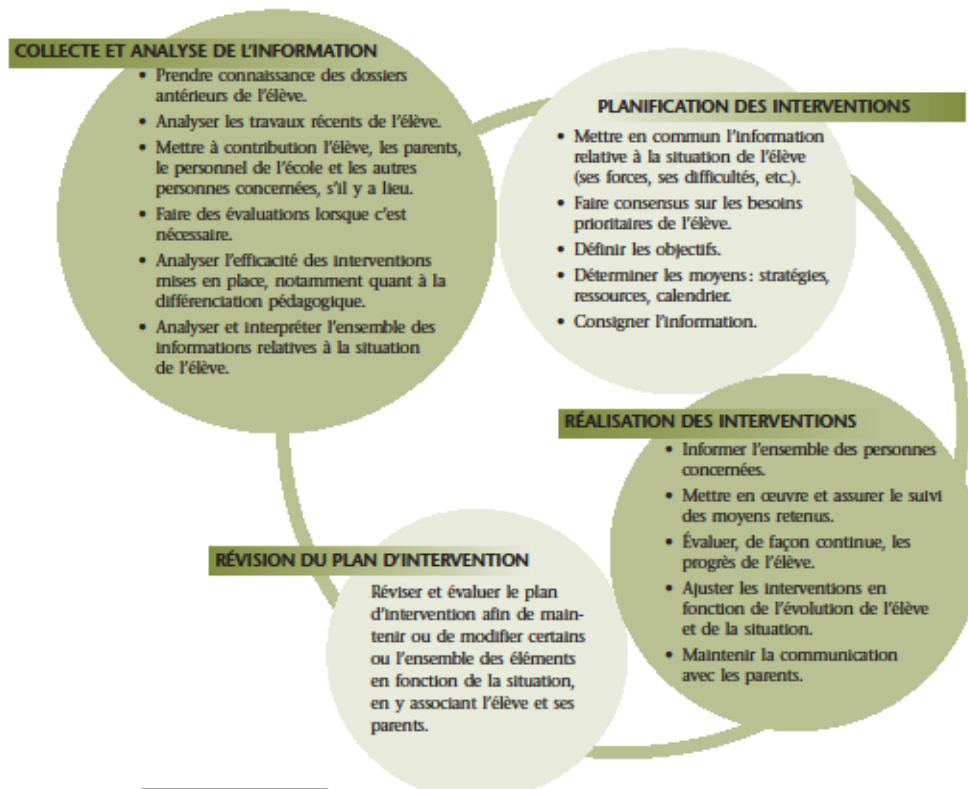 COLLECTE ET ANALYSE DE L'INFORMATION
• Prendre connaissance des dossiers
antérieurs de l'élève.
• Analyser les travaux récents de l'élève.
• Mettre à contribution l'élève, les parents,
le personnel de l'école et les autres
personnes concernées, s'il y a lieu.
• Faire des évaluations lorsque c'est
nécessaire.
• Analyser l'efficacité des interventions
mises en place, notamment quant à la
différenciation pédagogique.
• Analyser et interpréter l'ensemble des
informations relatives à la situation
de l'élève.
PLANIFICATION DES INTERVENTIONS
• Mettre en commun l'information
relative à la situation de l'élève
(ses forces, ses difficultés, etc.).
• Faire consensus sur les besoins
prioritaires de l'élève.
• Définir les objectifs.
• Déterminer les moyens : stratégies,
ressources, calendrier.
• Consigner l'information.
RÉALISATION DES INTERVENTIONS
• Informer l'ensemble des personnes
concernées.
• Mettre en œuvre et assurer le suivi
des moyens retenus.
• Évaluer, de façon continue, les
progrès de l'élève.
• Ajuster les interventions en
fonction de l'évolution de l'élève
et de la situation.
• Maintenir la communication
avec les parents.
RÉVISION DU PLAN D'INTERVENTION
Réviser et évaluer le plan
d'intervention afin de main-
tenir ou de modifier certains
ou l'ensemble des éléments
en fonction de la situation,
en y associant l'élève et ses
parents.